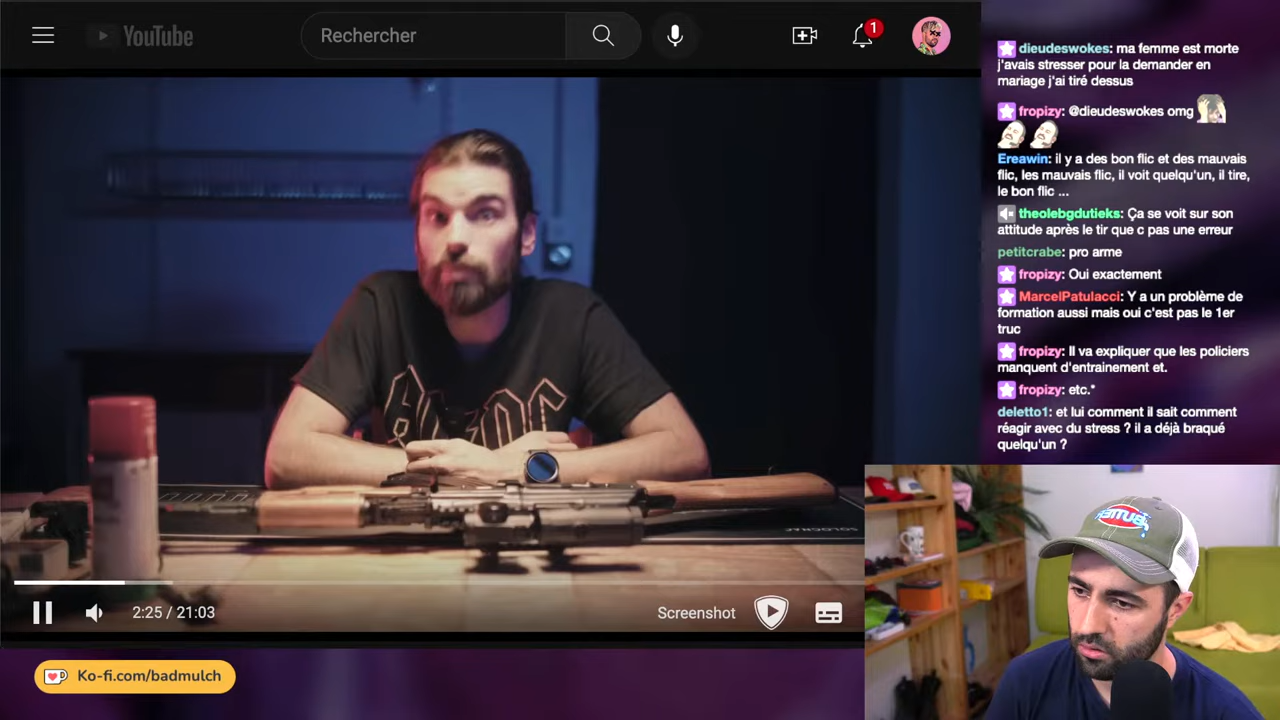 YouTube
Rechercher
1
dieudeswokes: ma femme est morte
j'avais stresser pour la demander en
mariage j'ai tiré dessus
fropizy: @dieudeswokes omg
Ereawin: il y a des bon flic et des mauvais
flic, les mauvais flic, il voit quelqu'un, il tire,
le bon flic ...
theolebgdutieks: Ça se voit sur son
attitude après le tir que c pas une erreur
petitcrabe: pro arme
fropizy: Oui exactement
MarcelPatulacci: Y a un problème de
formation aussi mais oui c'est pas le 1er
truc
fropizy: Il va expliquer que les policiers
manquent d'entrainement et.
fropizy: etc.*
deletto1: et lui comment il sait comment
réagir avec du stress ? il a déjà braqué
quelqu'un ?
2:25 / 21:03
Screenshot
Ko-fi.com/badmulch